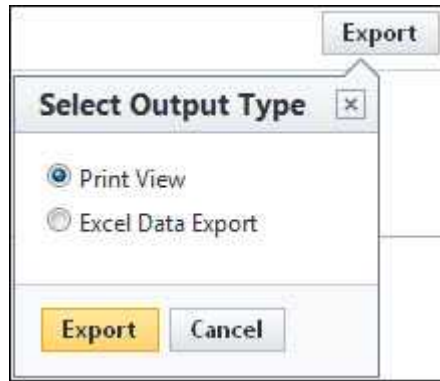 Export
Select Output Type
Print View
Excel Data Export
Export Cancel